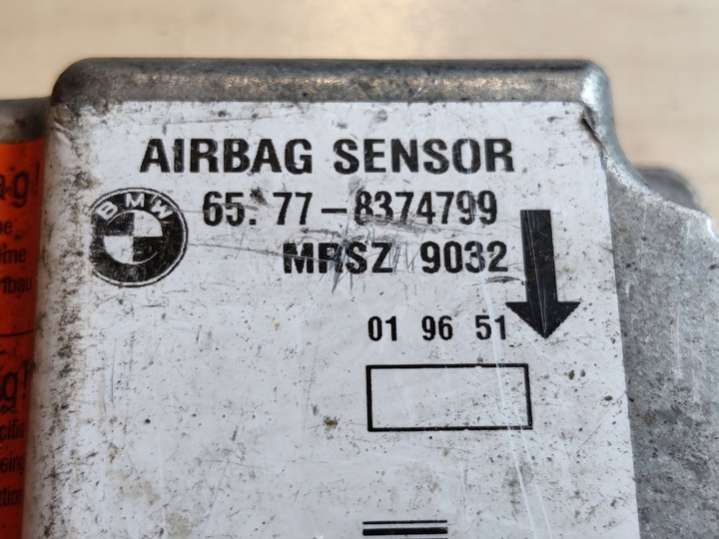 AIRBAG SENSOR
BMW
65.77-8374799
MRSZ 9032
01 96 51